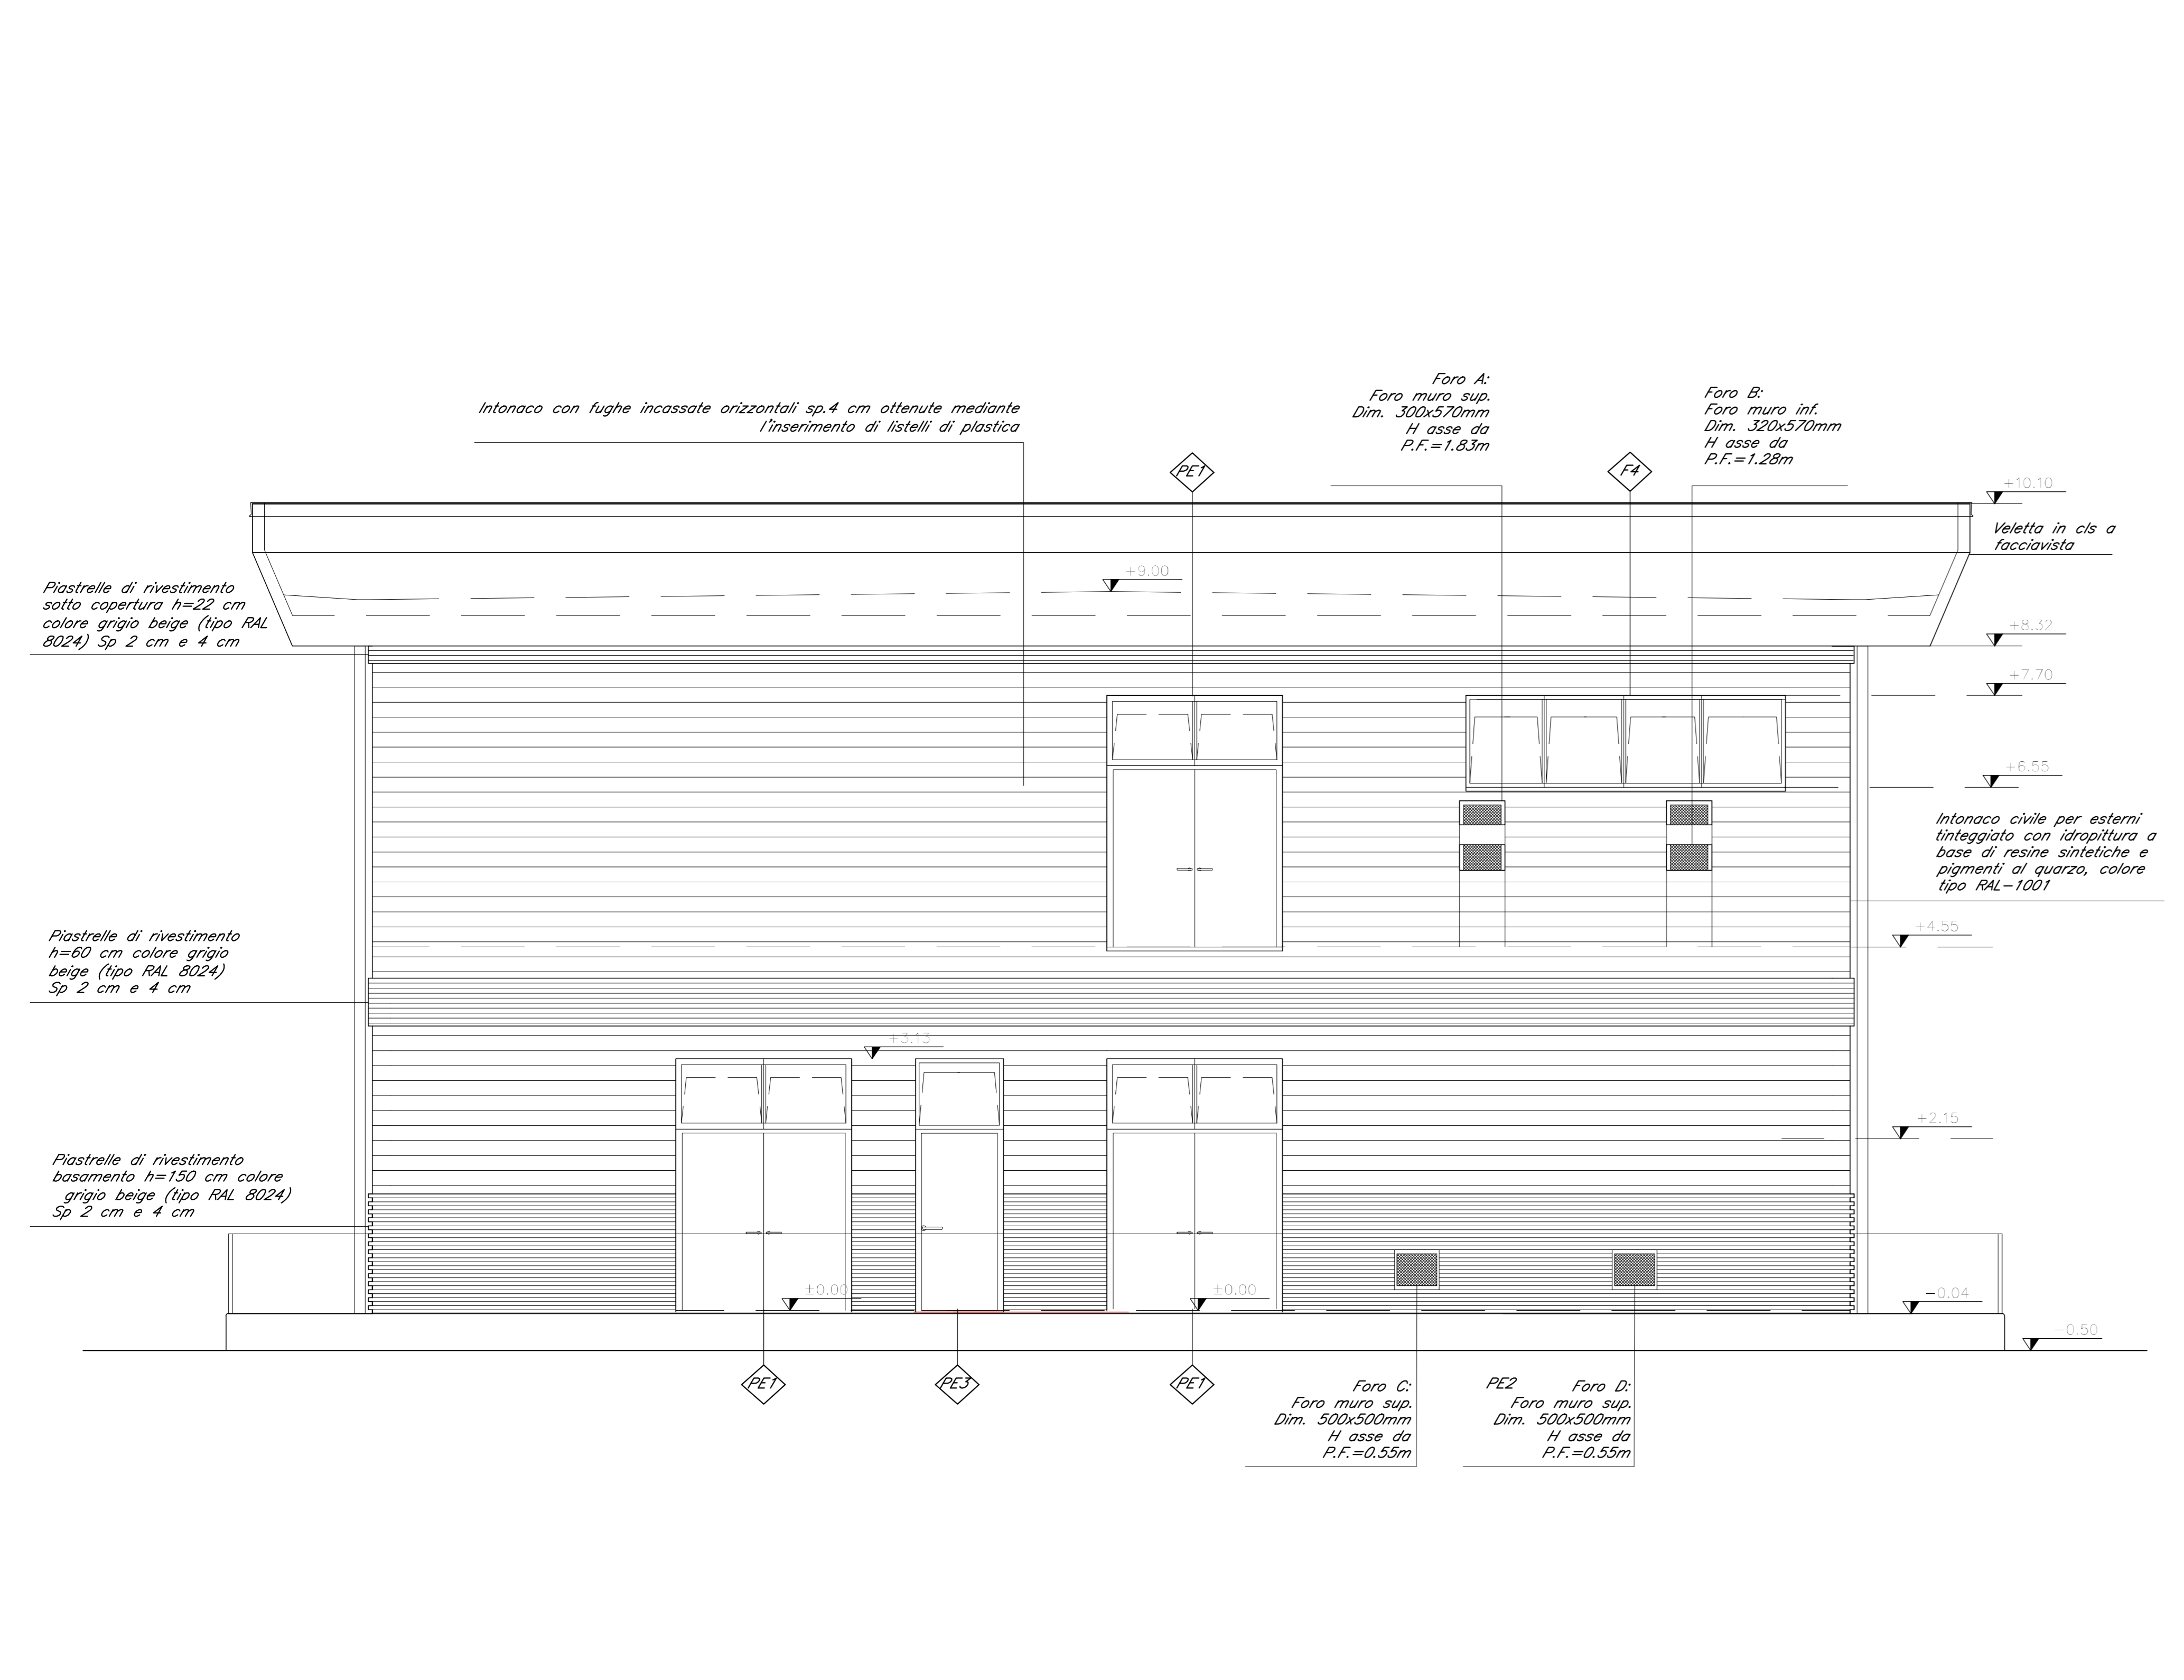 Foro A:
Foro muro sup.
Dim. 300x570mm
H asse da
P.F.=1.83m
Foro B:
Foro muro inf.
Dim. 320x570mm
H asse da
P.F.=1.28m
Intonaco con fughe incassate orizzontali sp.4 cm ottenute mediante
l'inserimento di listelli di plastica
PE1
F4
+10.10
Veletta in cls a
facciavista
+9.00
Piastrelle di rivestimento
sotto copertura h=22 cm
colore grigio beige (tipo RAL
8024) Sp 2 cm e 4 cm
+8.32
+7.70
+6.55
Intonaco civile per esterni
tinteggiato con idropittura a
base di resine sintetiche e
pigmenti al quarzo, colore
tipo RAL-1001
+4.55
Piastrelle di rivestimento
h=60 cm colore grigio
beige (tipo RAL 8024)
Sp 2 cm e 4 cm
+3.13
+2.15
Piastrelle di rivestimento
basamento h=150 cm colore
grigio beige (tipo RAL 8024)
Sp 2 cm e 4 cm
±0.00
±0.00
-0.04
-0.50
PE1
PE3
PE1
Foro C:
Foro muro sup.
Dim. 500x500mm
H asse da
P.F.=0.55m
PE2
Foro D:
Foro muro sup.
Dim. 500x500mm
H asse da
P.F.=0.55m